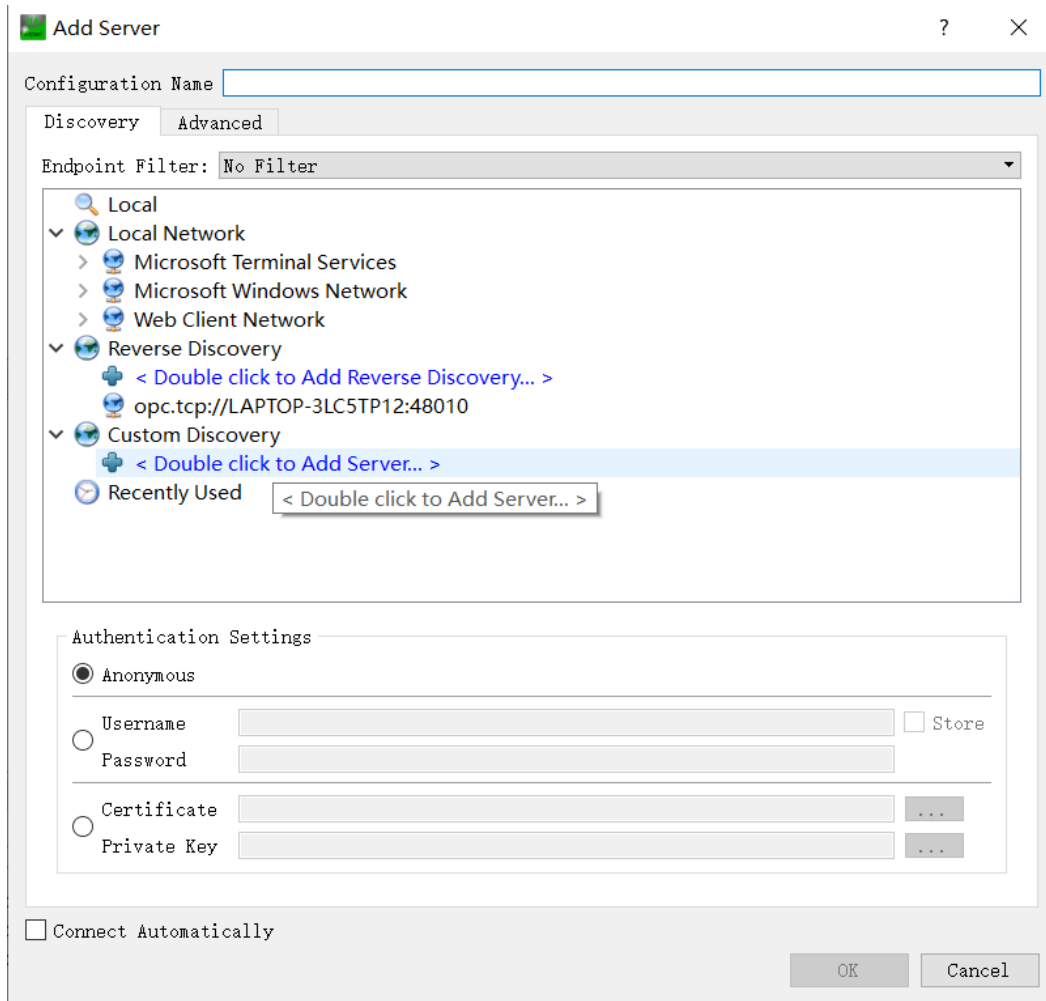 Add Server
?
Configuration Name
Discovery Advanced
Endpoint Filter: No Filter
Local
Local Network
Microsoft Terminal Services
Microsoft Windows Network
Web Client Network
Reverse Discovery
< Double click to Add Reverse Discovery... >
opc.tcp://LAPTOP-3LC5TP12:48010
Custom Discovery
< Double click to Add Server... >
Recently Used
< Double click to Add Server... >
Authentication Settings
Anonymous
Username Store
Password
Certificate ...
Private Key ...
Connect Automatically
OK Cancel